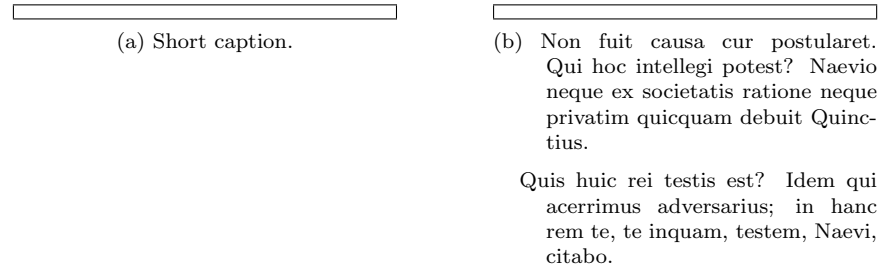 (a) Short caption.
(b) Non fuit causa cur postularet.
Qui hoc intellegi potest? Naevio
neque ex societatis ratione neque
privatim quicquam debuit Quinc-
tius.
Quis huic rei testis est? Idem qui
acerrimus adversarius; in hanc
rem te, te inquam, testem, Naevi,
citabo.